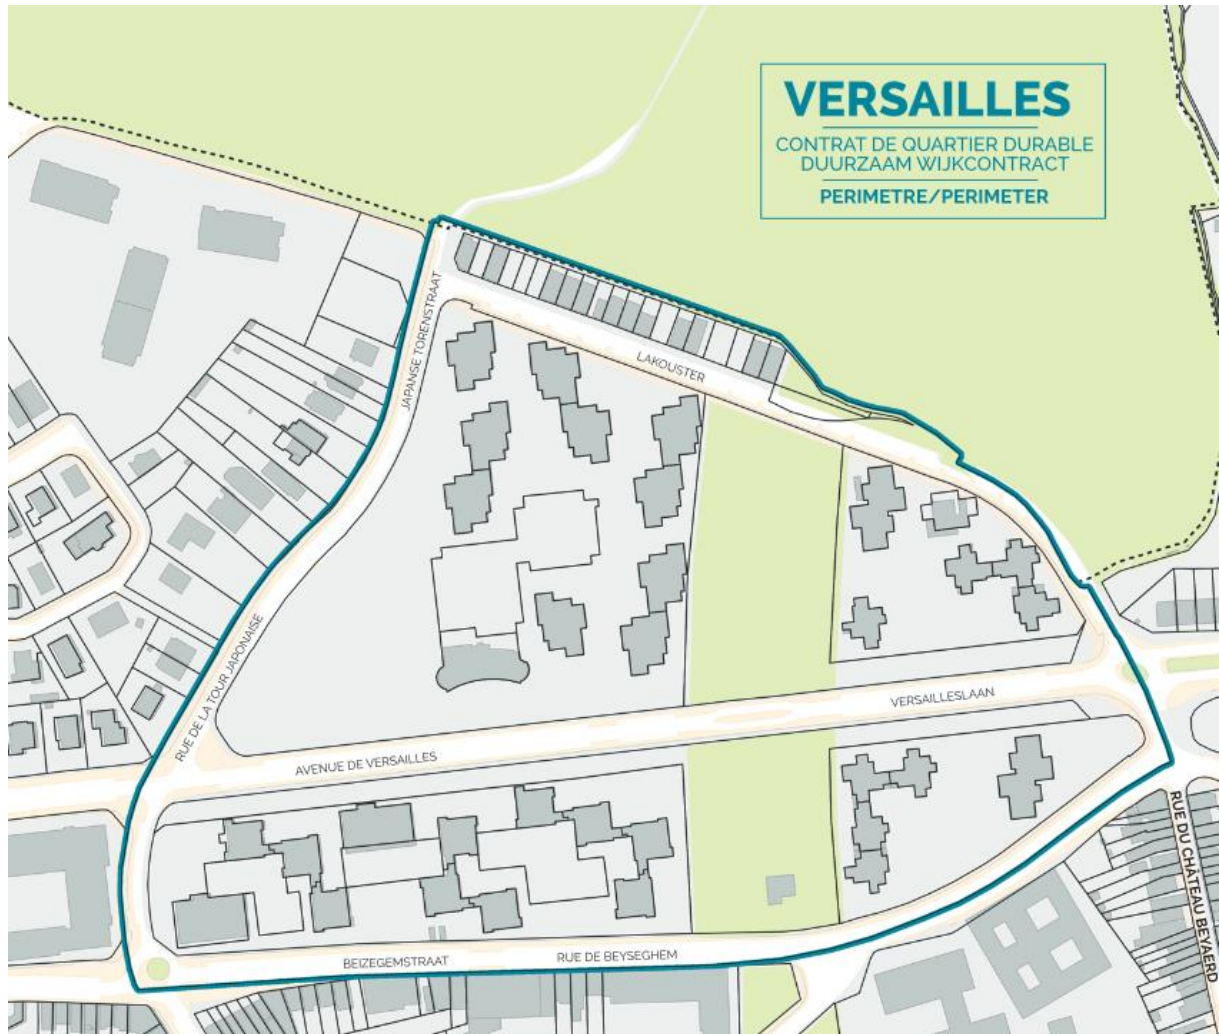 VERSAILLES
CONTRAT DE QUARTIER DURABLE
DUURZAAM WIJKCONTRACT
PERIMETRE/PERIMETER
JAPANSE TORENSTRAAT
LAKOUSTER
RUE DE LA TOUR JAPONAISE
VERSAILLESLAAN
AVENUE DE VERSAILLES
RUE DU CHÂTEAU BEYAERD
BEIZEGEMSTRAAT
RUE DE BEYSEGHEM